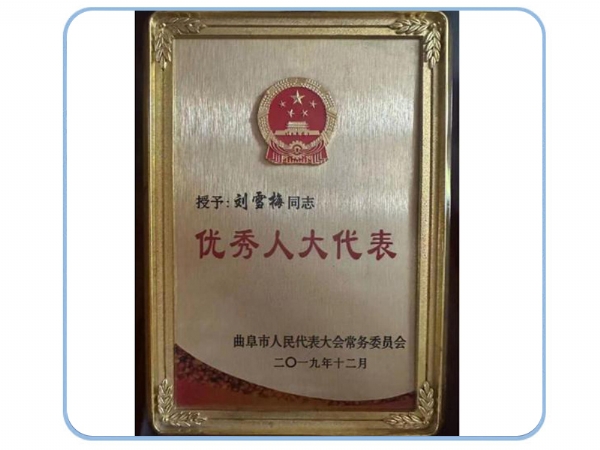 授予:刘雪梅同志
优秀人大代表
曲阜市人民代表大会常务委员会
二〇一九年十二月